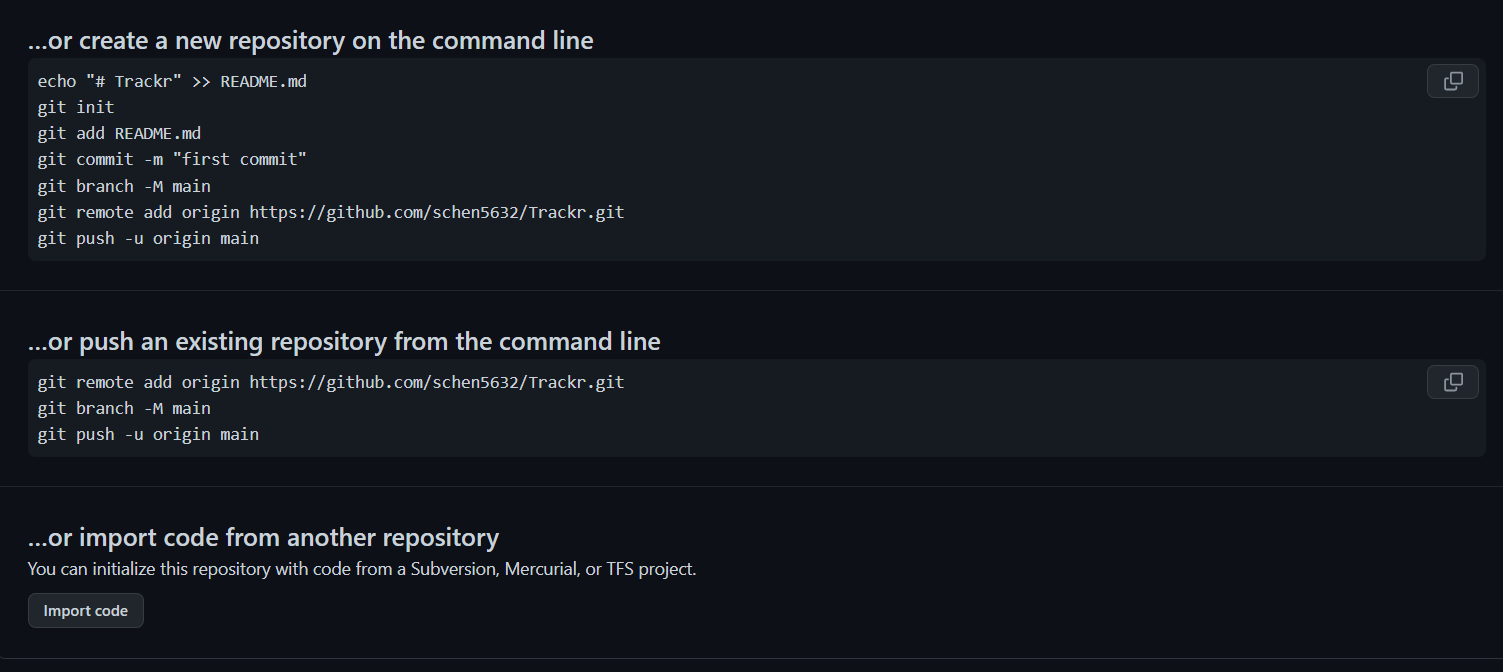 ...or create a new repository on the command line
echo "# Trackr" >> README.md
git init
git add README.md
git commit -m "first commit"
git branch -M main
git remote add origin https://github.com/schen5632/Trackr.git
git push -u origin main
...or push an existing repository from the command line
git remote add origin https://github.com/schen5632/Trackr.git
git branch -M main
git push -u origin main
...or import code from another repository
You can initialize this repository with code from a Subversion, Mercurial, or TFS project.
Import code